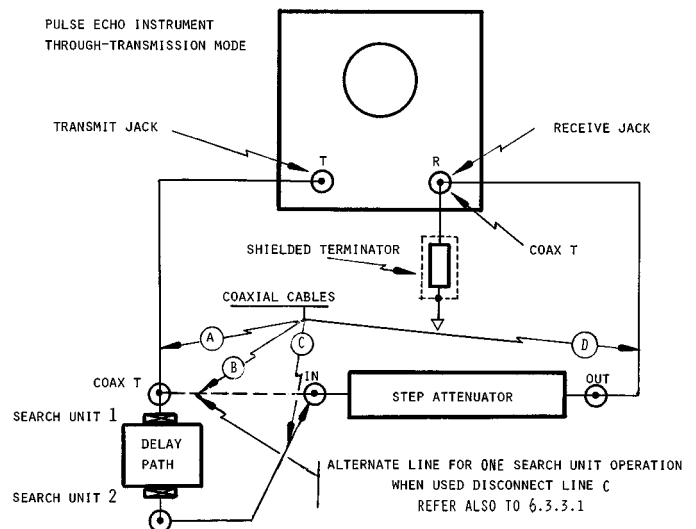 PULSE ECHO INSTRUMENT
THROUGH-TRANSMISSION MODE
TRANSMIT JACK
RECEIVE JACK
T
R
COAX T
SHIELDED TERMINATOR
COAXIAL CABLES
A
B
C
D
COAX T
IN
STEP ATTENUATOR
OUT
SEARCH UNIT 1
DELAY
PATH
SEARCH UNIT 2
ALTERNATE LINE FOR ONE SEARCH UNIT OPERATION
WHEN USED DISCONNECT LINE C
REFER ALSO TO 6.3.3.1